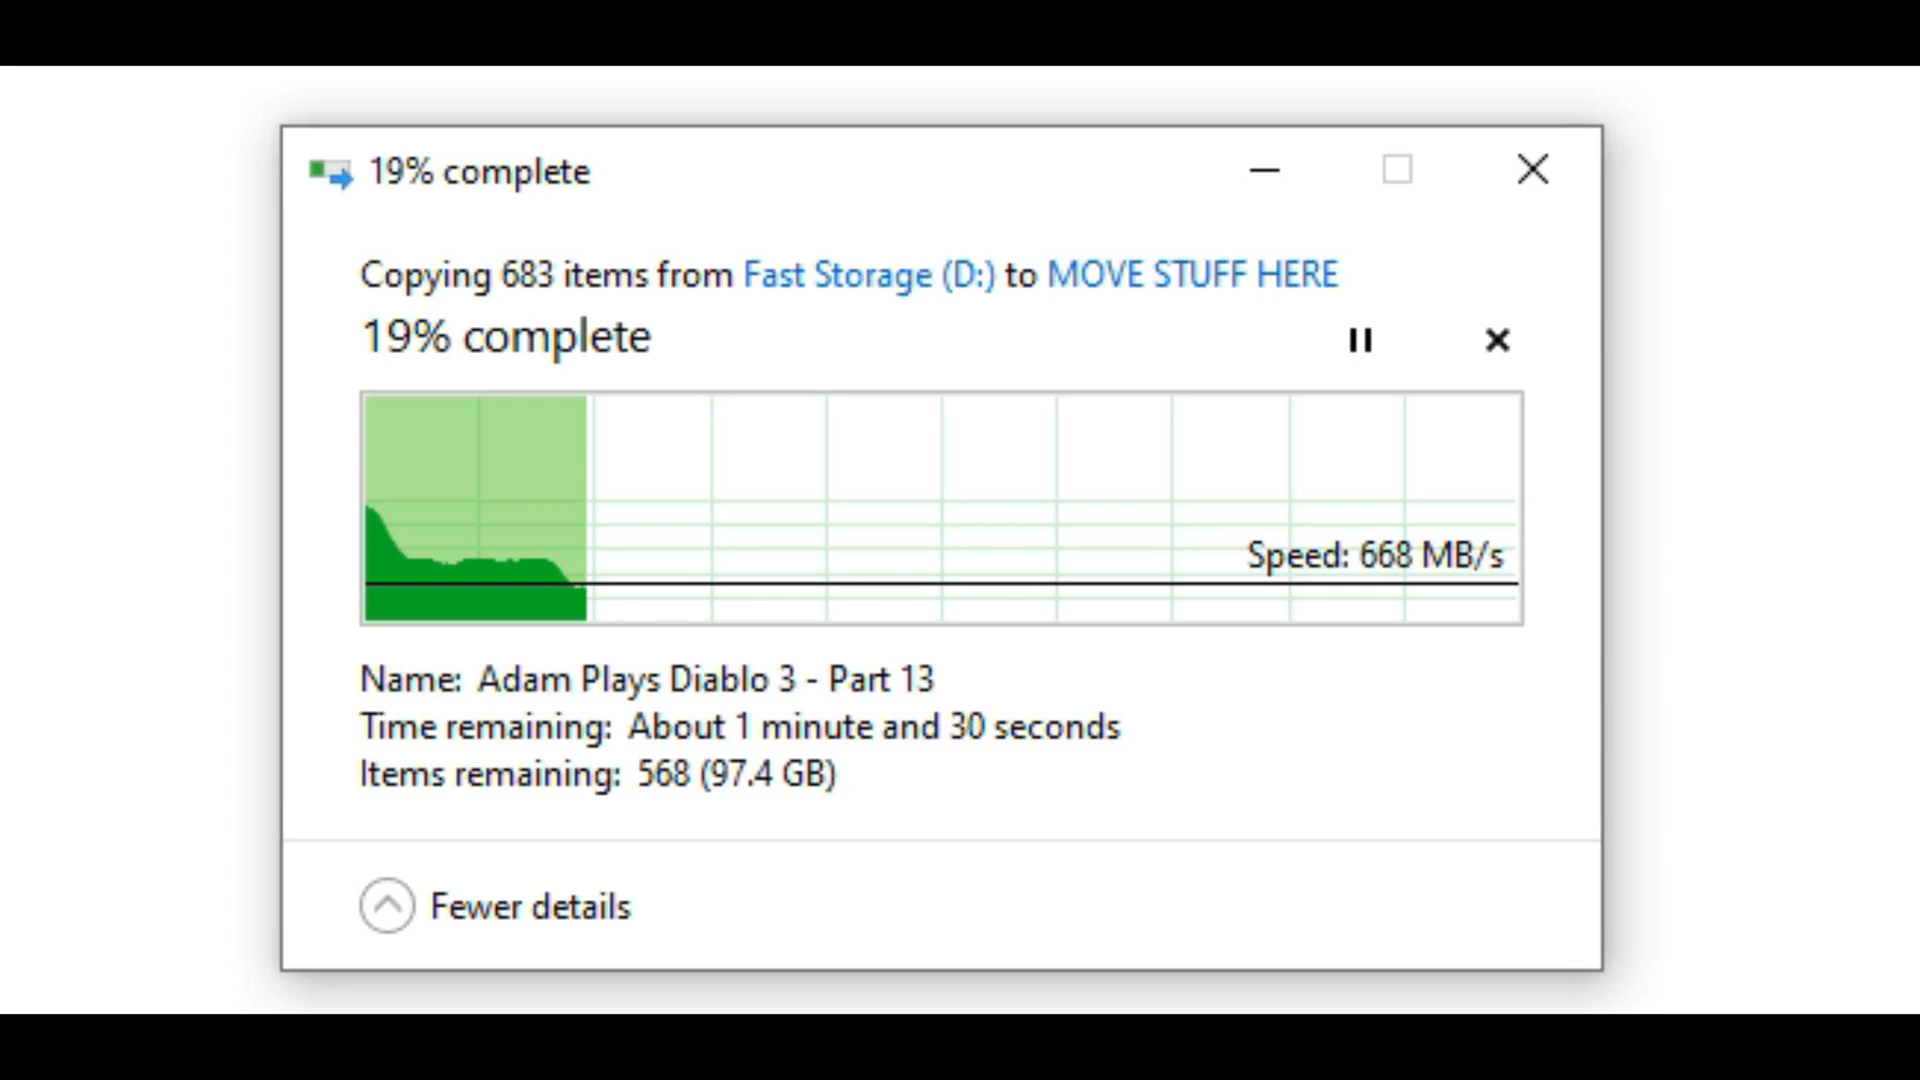 19% complete
Copying 683 items from Fast Storage (D:) to MOVE STUFF HERE
19% complete
Speed: 668 MB/s
Name: Adam Plays Diablo 3 - Part 13
Time remaining: About 1 minute and 30 seconds
Items remaining: 568 (97.4 GB)
Fewer details